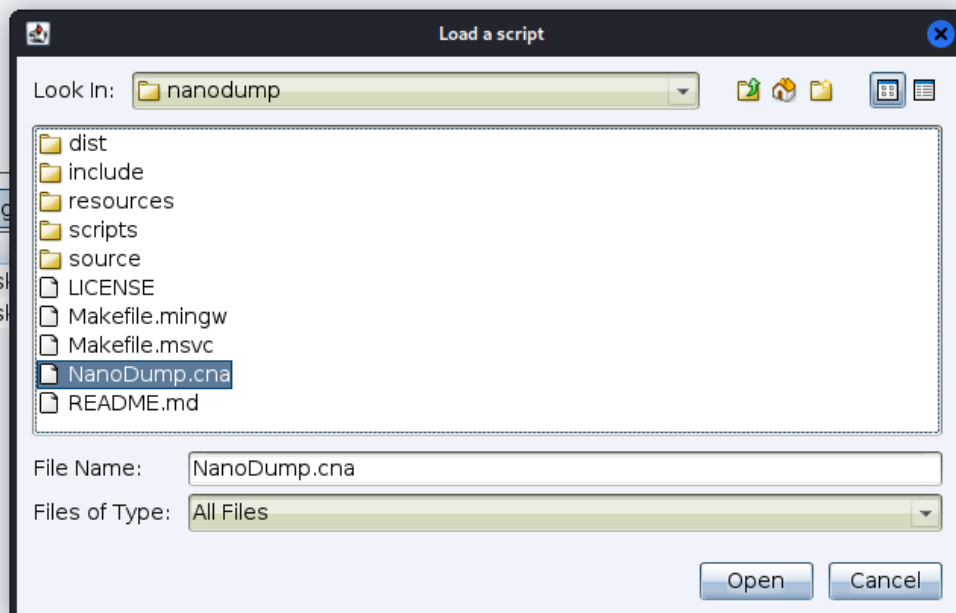 Load a script
Look In: nanodump
dist
include
resources
scripts
source
LICENSE
Makefile.mingw
Makefile.msvc
NanoDump.cna
README.md
File Name: NanoDump.cna
Files of Type: All Files
Open Cancel